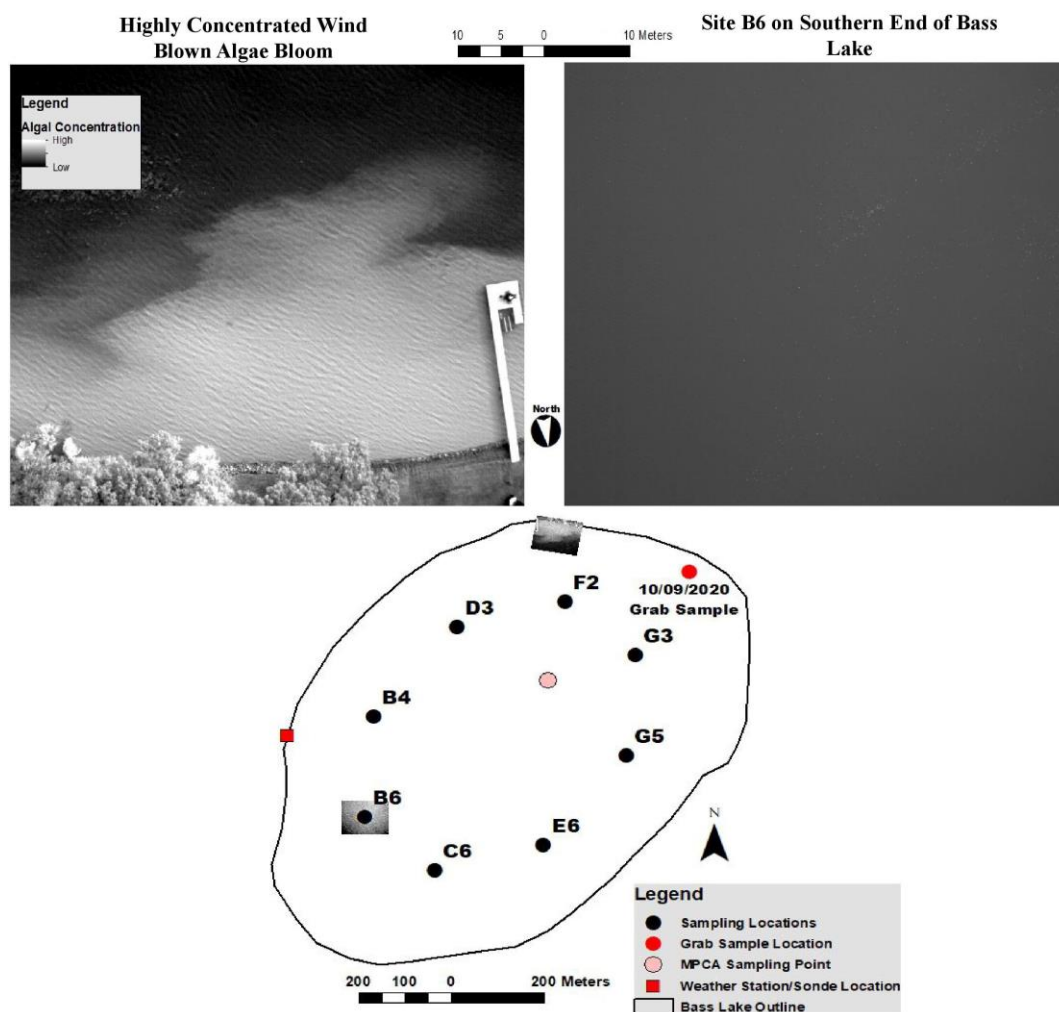 Highly Concentrated Wind
Blown Algae Bloom
10 5 0 10 Meters
Site B6 on Southern End of Bass
Lake
Legend
Algal Concentration
High
Low
North
F2
D3
10/09/2020
Grab Sample
G3
B4
G5
B6
E6
C6
N
Legend
Sampling Locations
Grab Sample Location
MPCA Sampling Point
Weather Station/Sonde Location
Bass Lake Outline
200 100 0 200 Meters